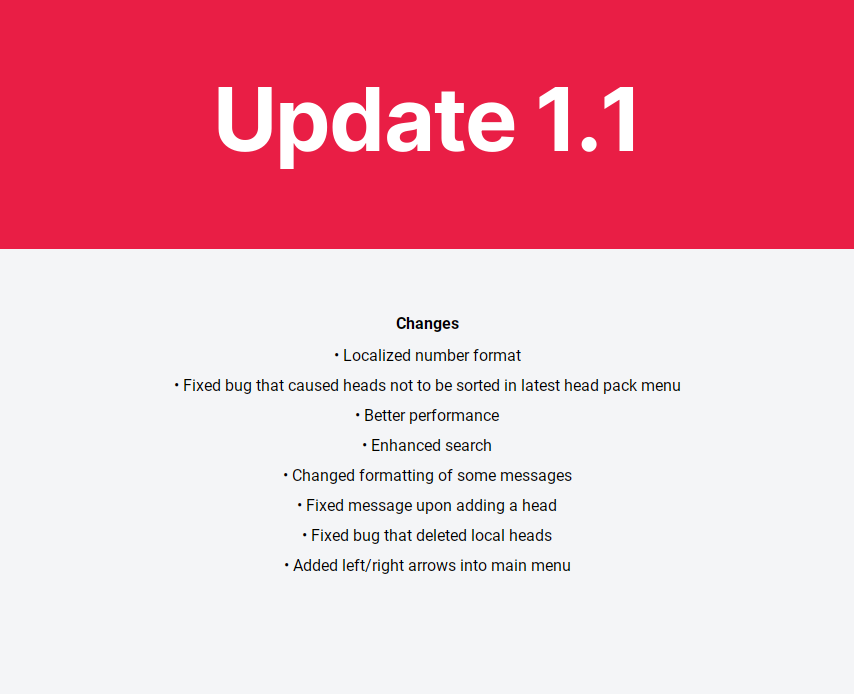 Update 1.1
Changes
• Localized number format
• Fixed bug that caused heads not to be sorted in latest head pack menu
• Better performance
• Enhanced search
• Changed formatting of some messages
• Fixed message upon adding a head
• Fixed bug that deleted local heads
• Added left/right arrows into main menu